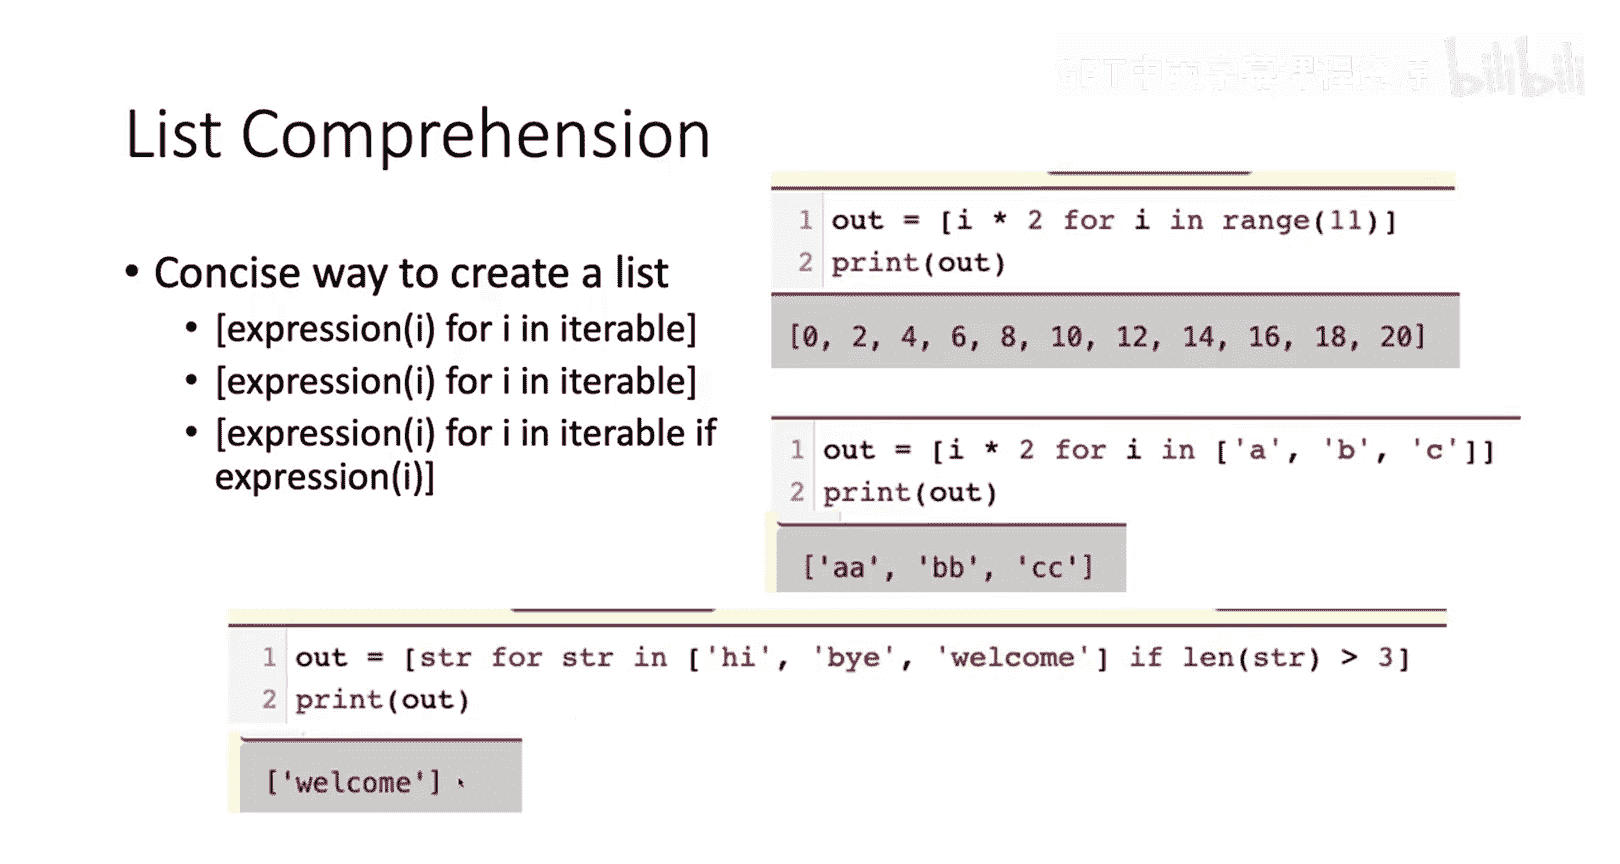 bilibili
List Comprehension
• Concise way to create a list
• [expression(i) for i in iterable]
• [expression(i) for i in iterable]
• [expression(i) for i in iterable if
expression(i)]
1 out = [i * 2 for i in range(11)]
2 print(out)
[0, 2, 4, 6, 8, 10, 12, 14, 16, 18, 20]
1 out = [i * 2 for i in ['a', 'b', 'c']]
2 print(out)
['aa', 'bb', 'cc']
1 out = [str for str in ['hi', 'bye', 'welcome'] if len(str) > 3]
2 print(out)
['welcome']